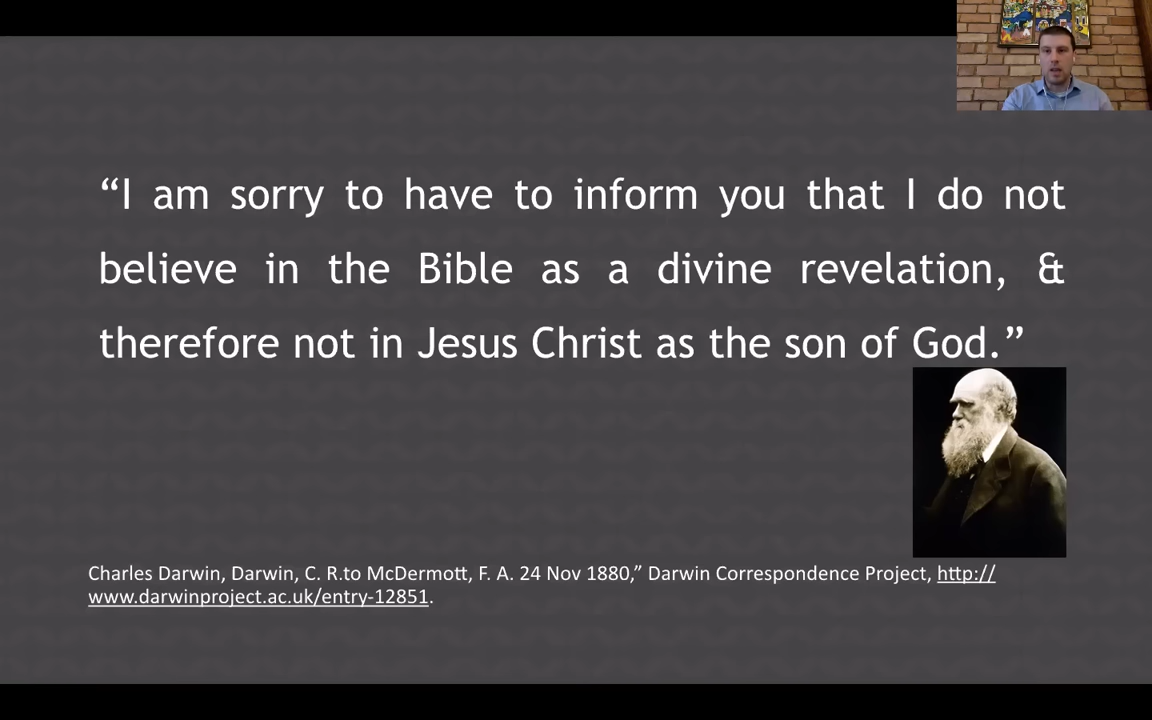 “I am sorry to have to inform you that I do not
believe in the Bible as a divine revelation, &
therefore not in Jesus Christ as the son of God.”
Charles Darwin, Darwin, C. R.to McDermott, F. A. 24 Nov 1880,” Darwin Correspondence Project, http://
www.darwinproject.ac.uk/entry-12851.